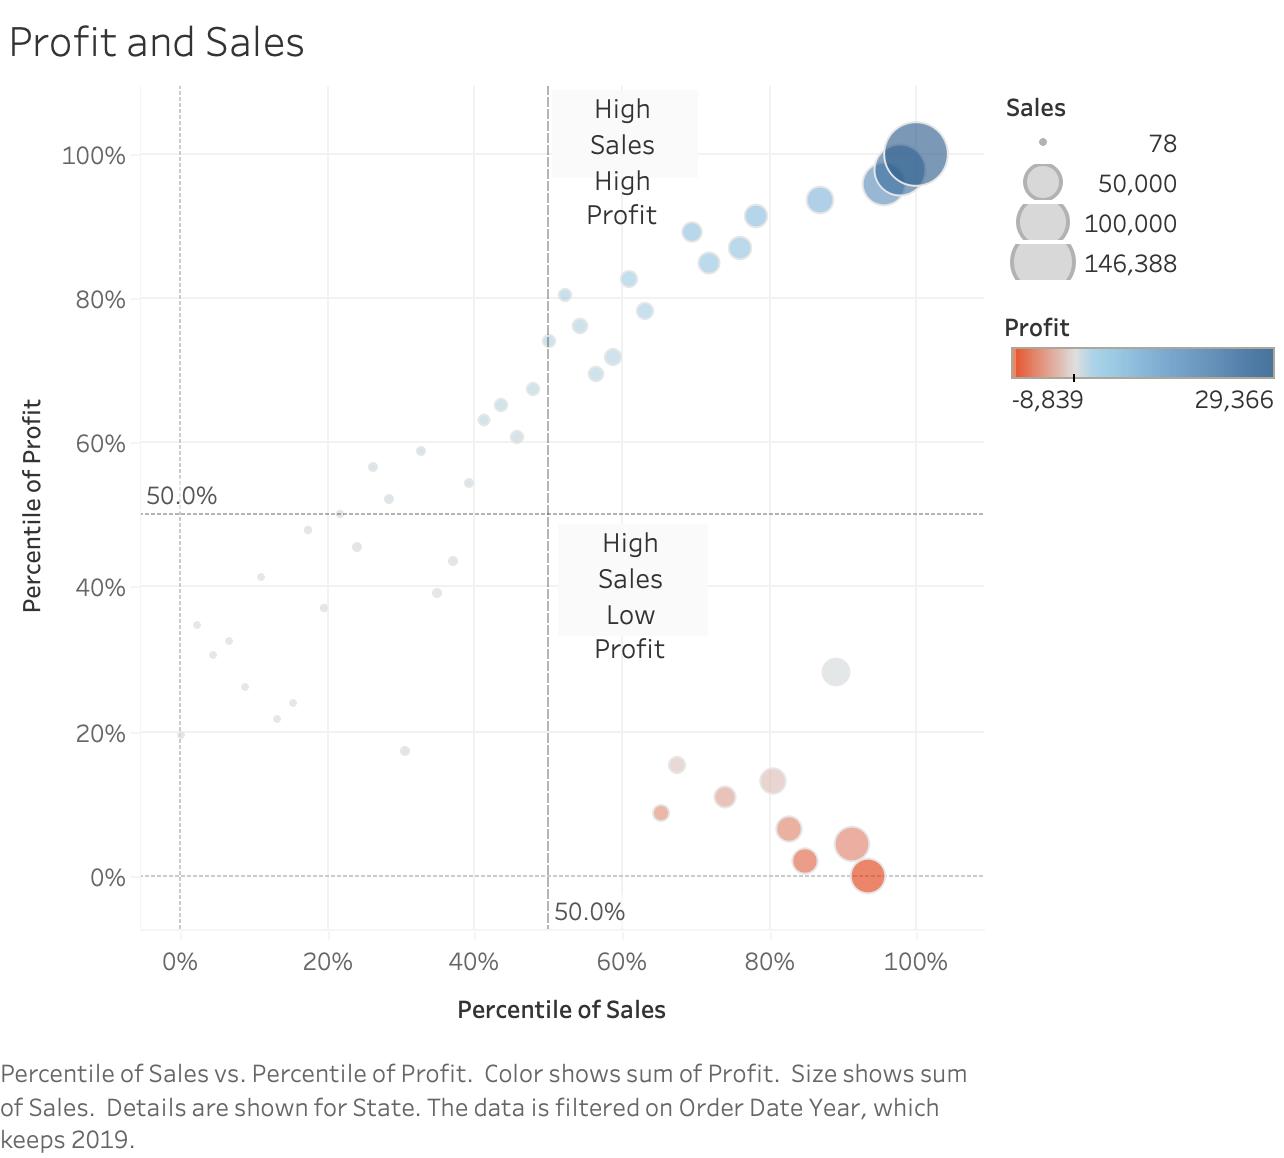 Profit and Sales
High
Sales
High
Profit
100%
80%
60%
50.0%
40%
20%
0%
Percentile of Profit
High
Sales
Low
Profit
50.0%
0%
20%
40%
60%
80%
100%
Percentile of Sales
Sales
78
50,000
100,000
146,388
Profit
-8,839
29,366
Percentile of Sales vs. Percentile of Profit.  Color shows sum of Profit.  Size shows sum
of Sales.  Details are shown for State. The data is filtered on Order Date Year, which
keeps 2019.